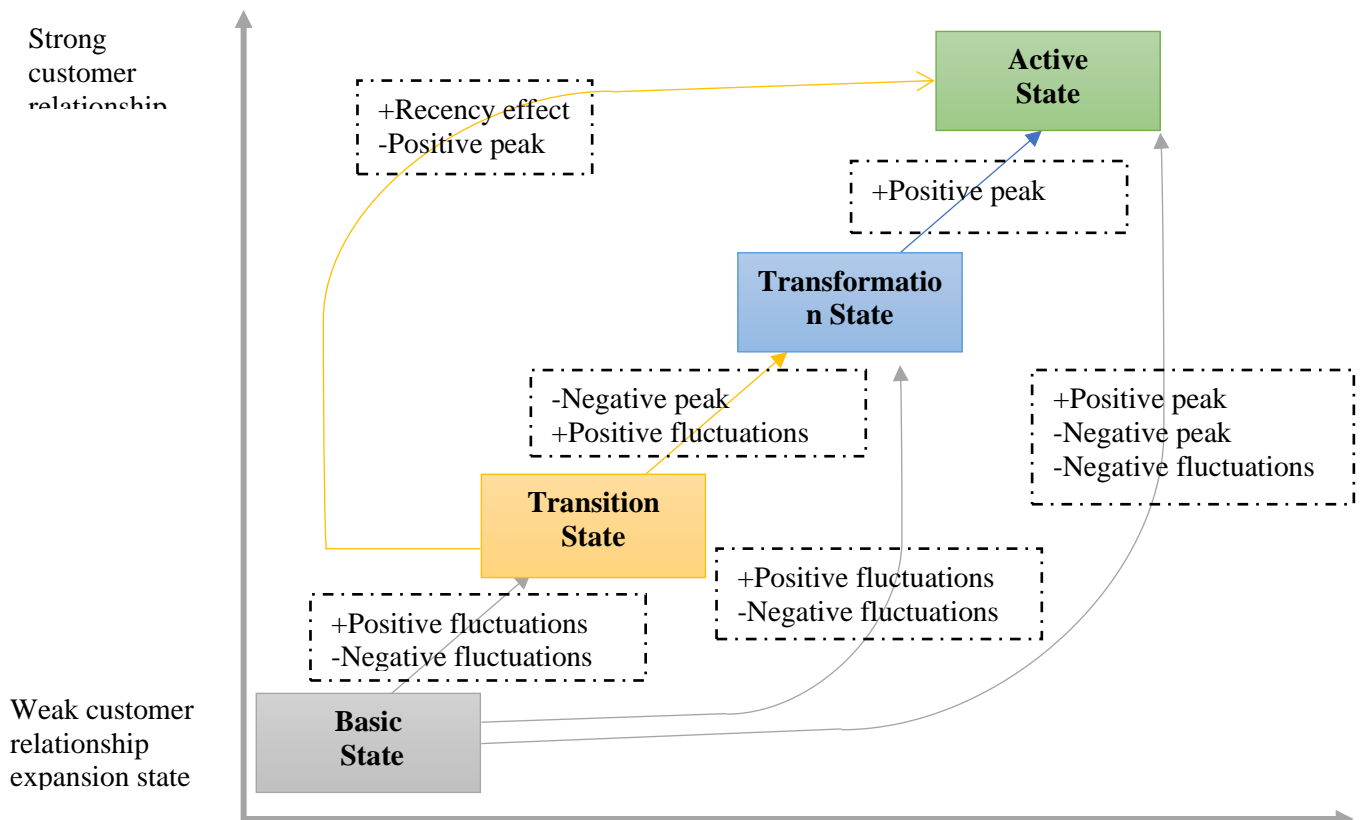 Strong
customer
relationship
Active
State
+Recency effect
-Positive peak
+Positive peak
Transformatio
n State
-Negative peak
+Positive fluctuations
+Positive peak
-Negative peak
-Negative fluctuations
Transition
State
+Positive fluctuations
-Negative fluctuations
+Positive fluctuations
-Negative fluctuations
Weak customer
relationship
expansion state
Basic
State